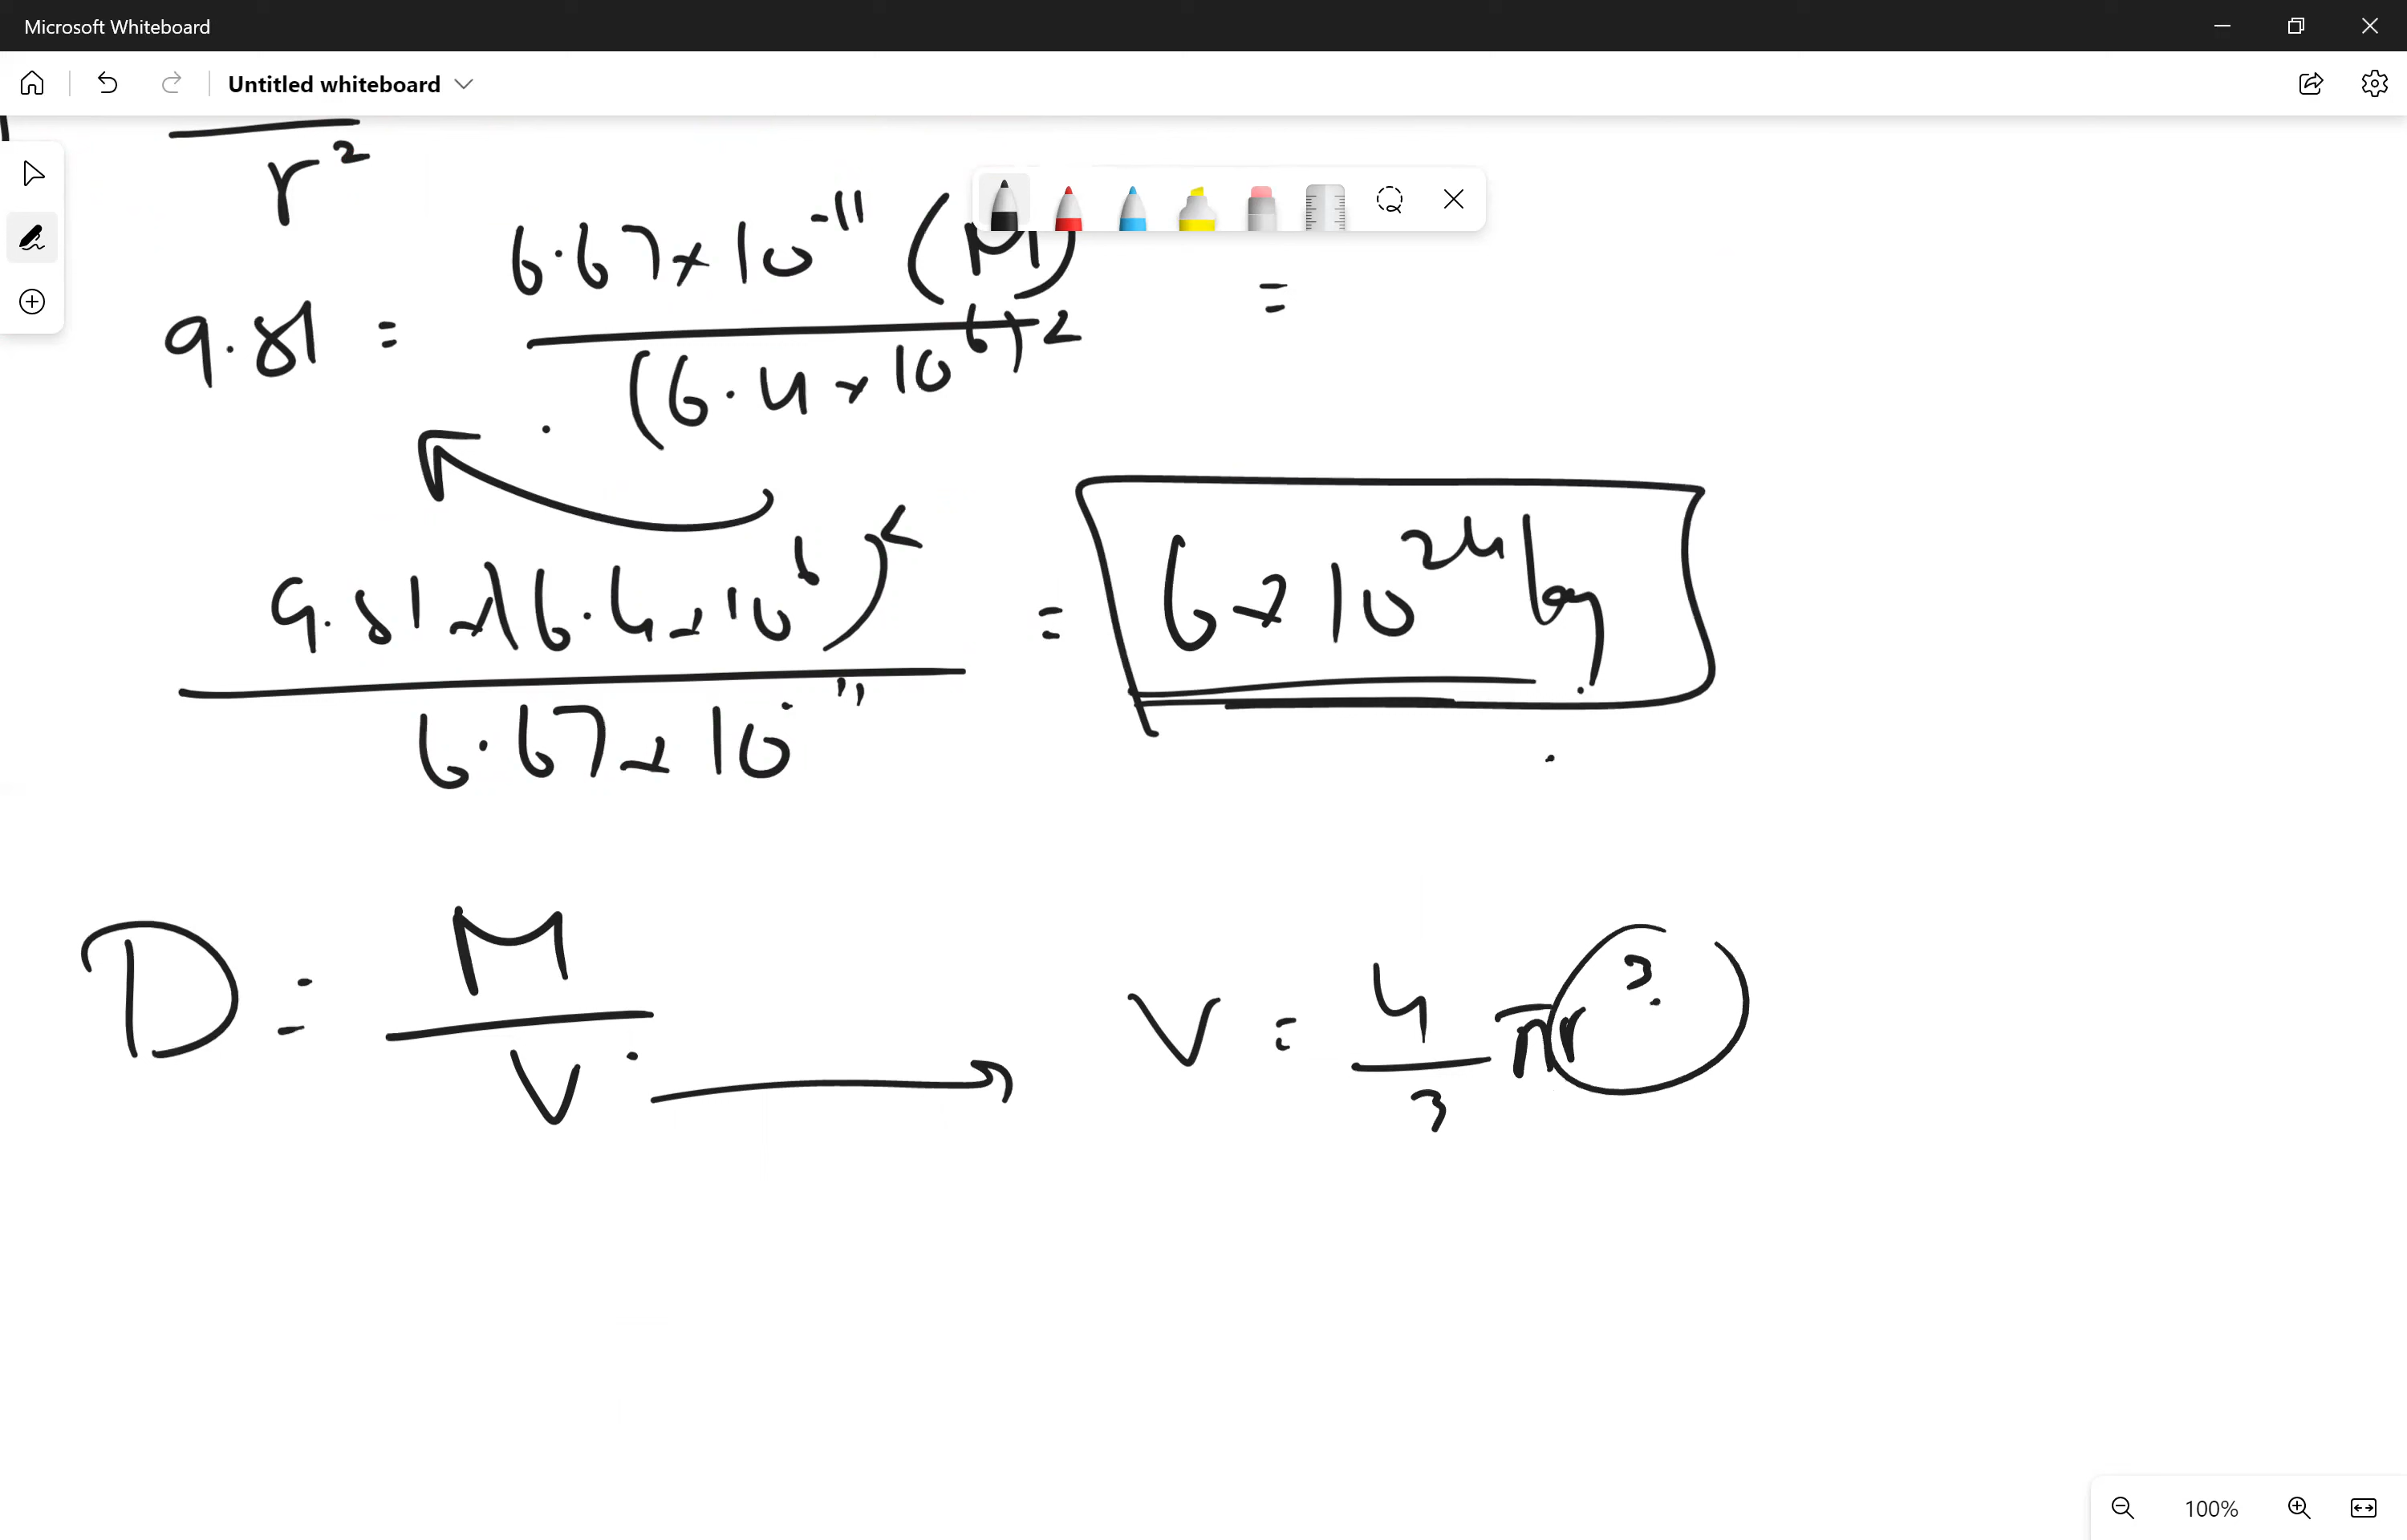 Microsoft Whiteboard
Untitled whiteboard
r²
9.81 = 6.67 × 10⁻¹¹ (M) / (6.4 × 10⁶)² =
9.81 × (6.4 × 10⁶)² / 6.67 × 10⁻¹¹ = 6 × 10²⁴ kg
D = M / V → V = 4/3 πr³
100%